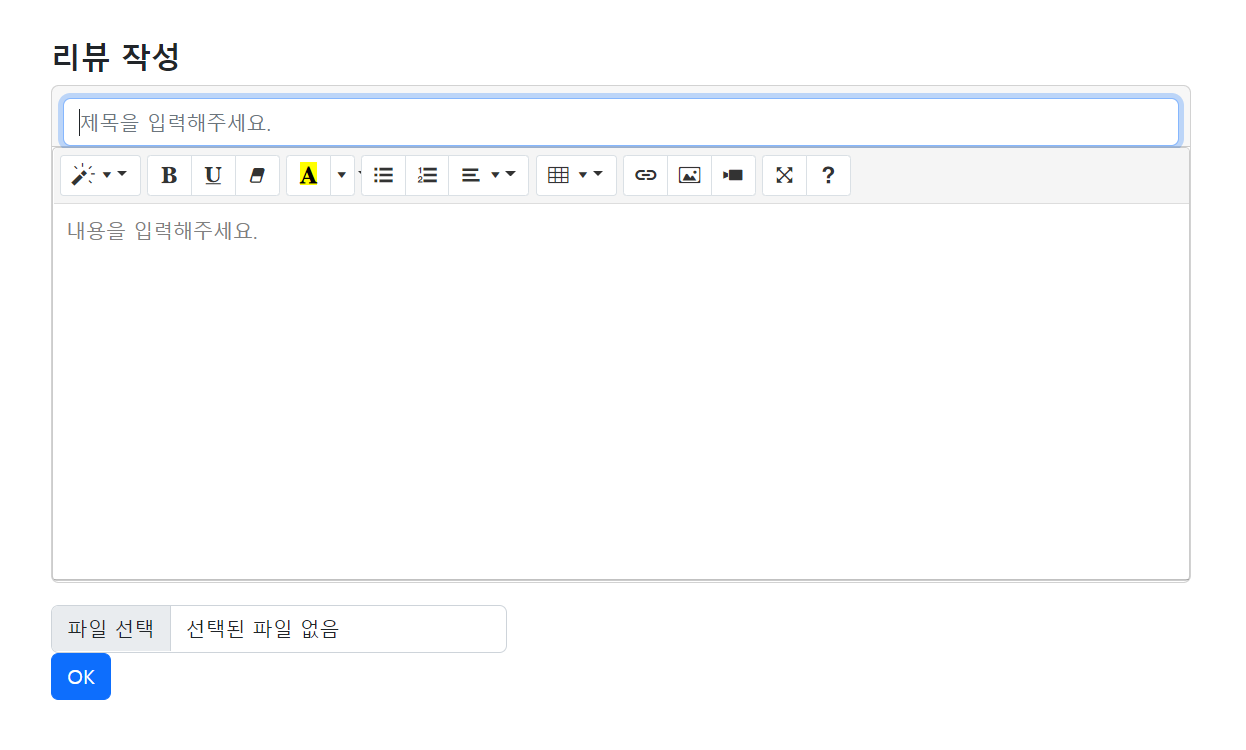 리뷰 작성
제목을 입력해주세요.
B U A ?
내용을 입력해주세요.
파일 선택 선택된 파일 없음
OK